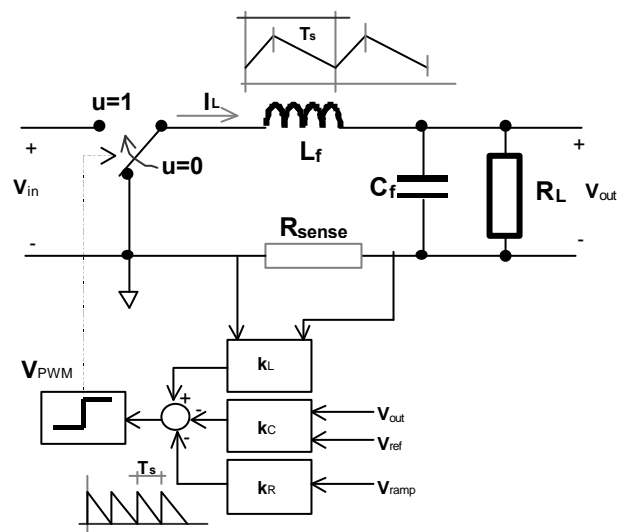 Ts
u=1
IL
u=0
Lf
+
Vin
-
Cf
RL
+
Vout
-
Rsense
kL
VPWM
+
-
-
kC
Vout
Vref
Ts
kR
Vramp